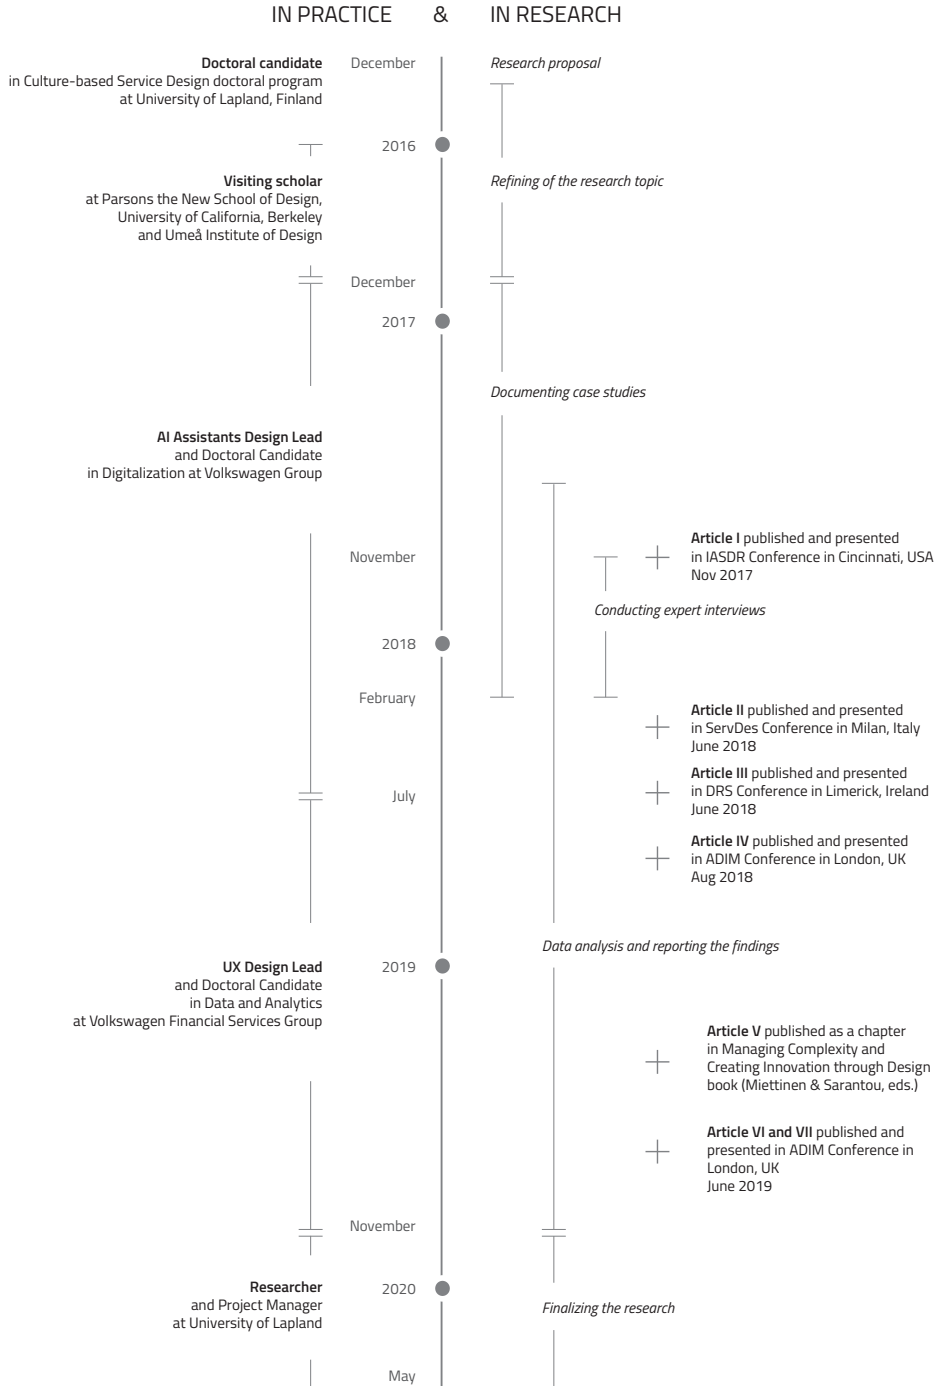 IN PRACTICE & IN RESEARCH
Doctoral candidate
in Culture-based Service Design doctoral program
at University of Lapland, Finland
December
Research proposal
2016
Visiting scholar
at Parsons the New School of Design,
University of California, Berkeley
and Umeå Institute of Design
Refining of the research topic
December
2017
Documenting case studies
AI Assistants Design Lead
and Doctoral Candidate
in Digitalization at Volkswagen Group
November
Article I published and presented
in IASDR Conference in Cincinnati, USA
Nov 2017
Conducting expert interviews
2018
February
Article II published and presented
in ServDes Conference in Milan, Italy
June 2018
Article III published and presented
in DRS Conference in Limerick, Ireland
June 2018
July
Article IV published and presented
in ADIM Conference in London, UK
Aug 2018
Data analysis and reporting the findings
UX Design Lead
and Doctoral Candidate
in Data and Analytics
at Volkswagen Financial Services Group
2019
Article V published as a chapter
in Managing Complexity and
Creating Innovation through Design
book (Miettinen & Sarantou, eds.)
Article VI and VII published and
presented in ADIM Conference in
London, UK
June 2019
November
Researcher
and Project Manager
at University of Lapland
2020
Finalizing the research
May